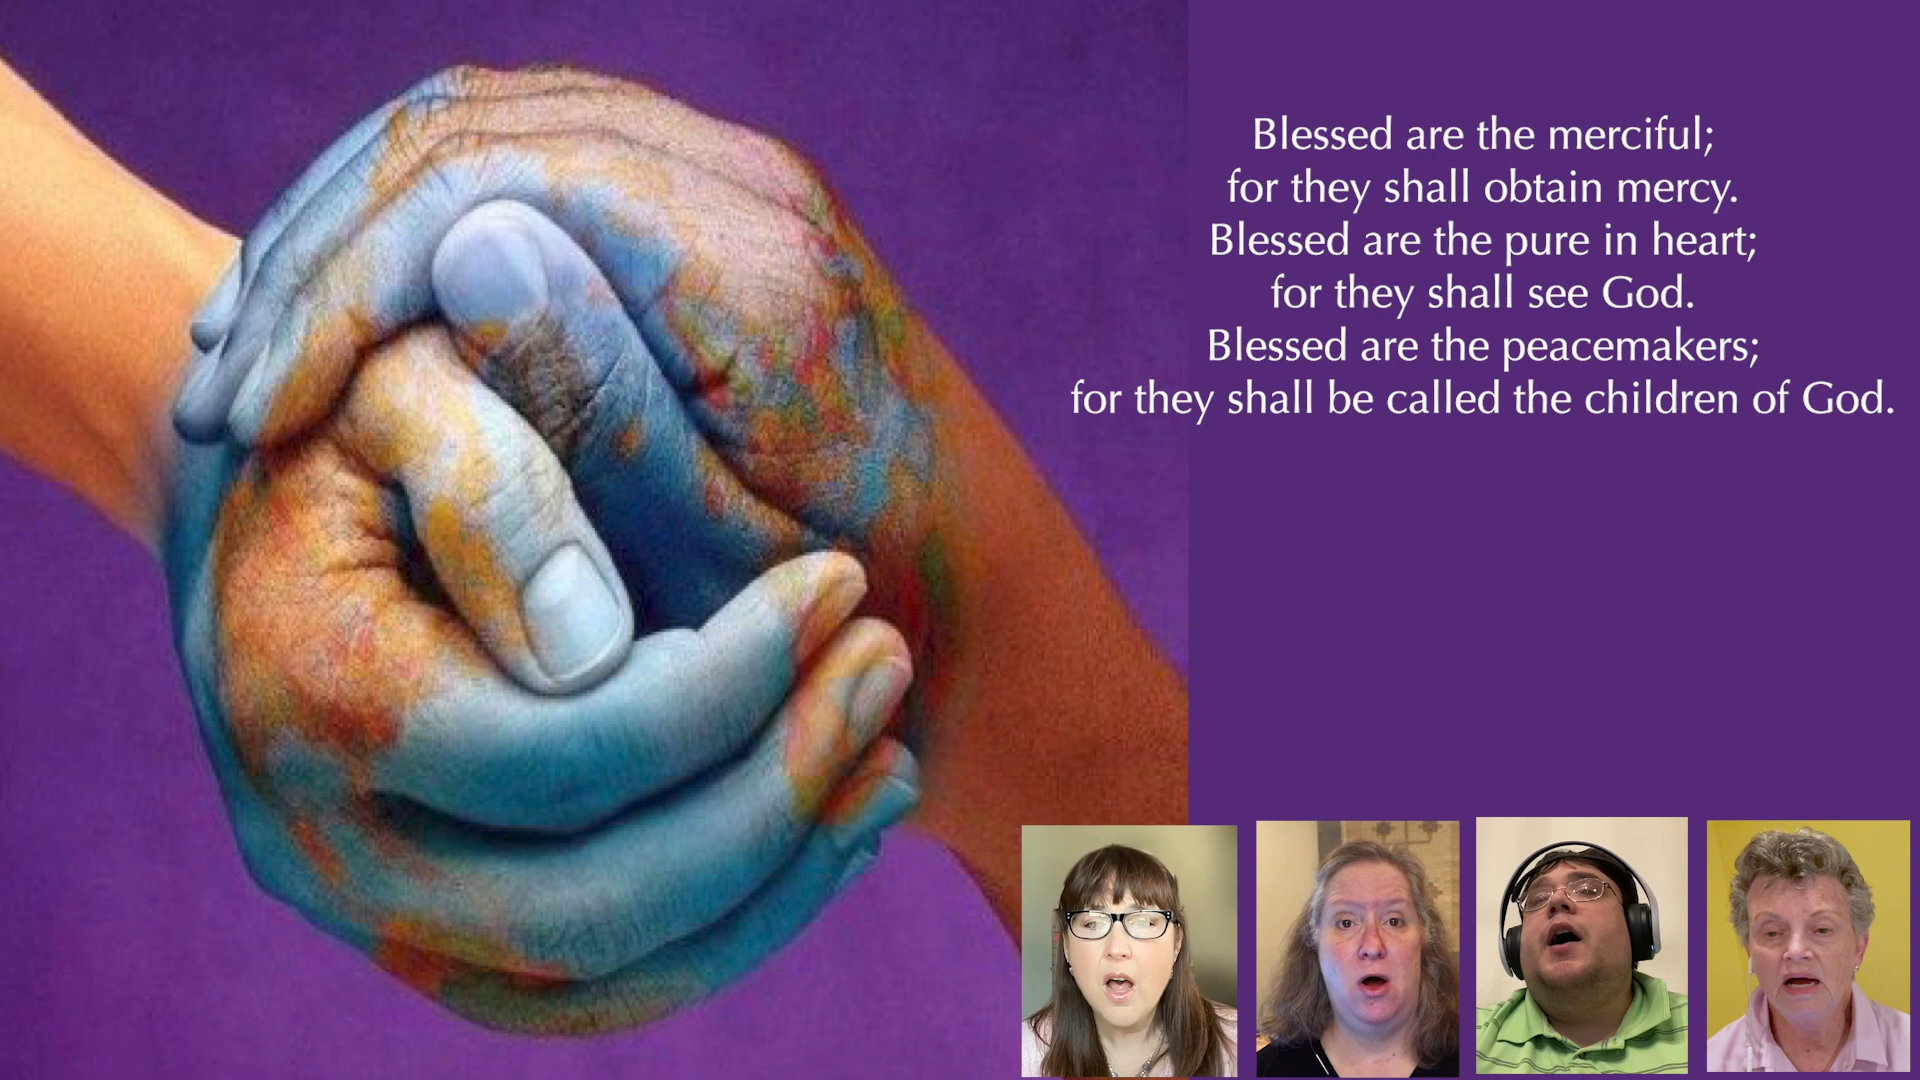 Blessed are the merciful;
for they shall obtain mercy.
Blessed are the pure in heart;
for they shall see God.
Blessed are the peacemakers;
for they shall be called the children of God.